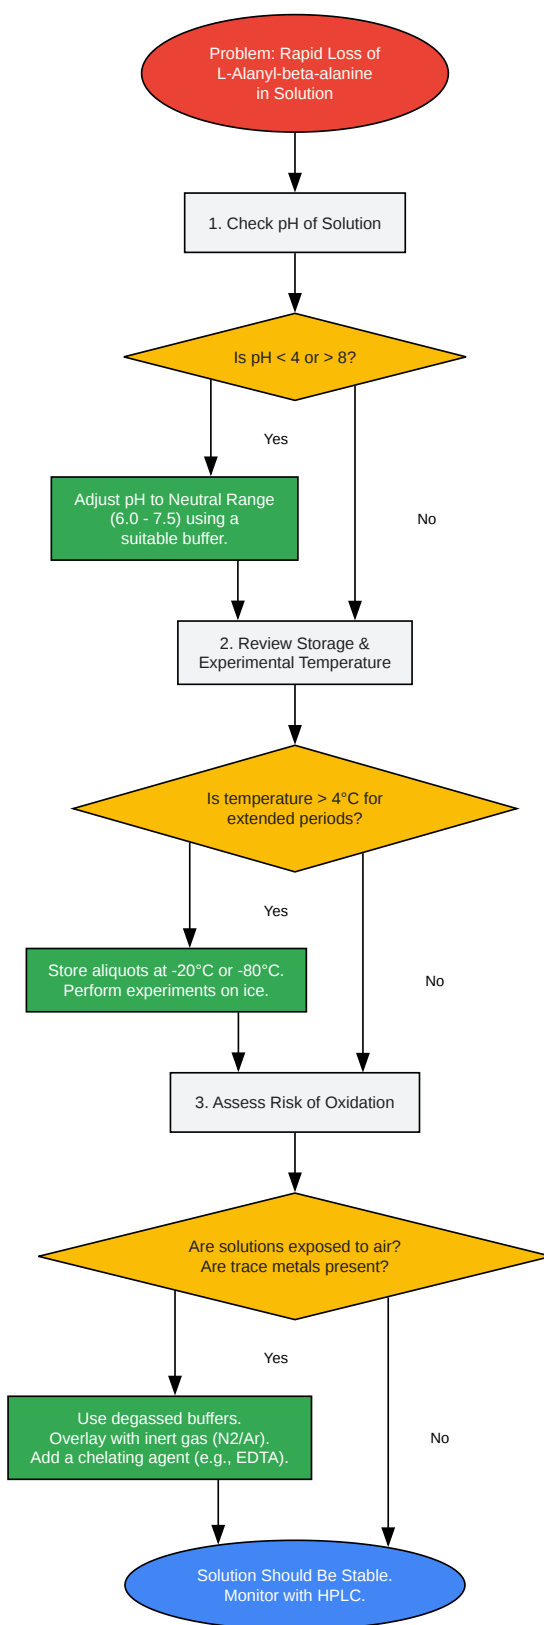 Problem: Rapid Loss of
L-Alanyl-beta-alanine
in Solution
1. Check pH of Solution
Is pH < 4 or > 8?
Yes
Adjust pH to Neutral Range
(6.0 - 7.5) using a
suitable buffer.
No
2. Review Storage &
Experimental Temperature
Is temperature > 4°C for
extended periods?
Yes
Store aliquots at -20°C or -80°C.
Perform experiments on ice.
No
3. Assess Risk of Oxidation
Are solutions exposed to air?
Are trace metals present?
Yes
Use degassed buffers.
Overlay with inert gas (N2/Ar).
Add a chelating agent (e.g., EDTA).
No
Solution Should Be Stable.
Monitor with HPLC.